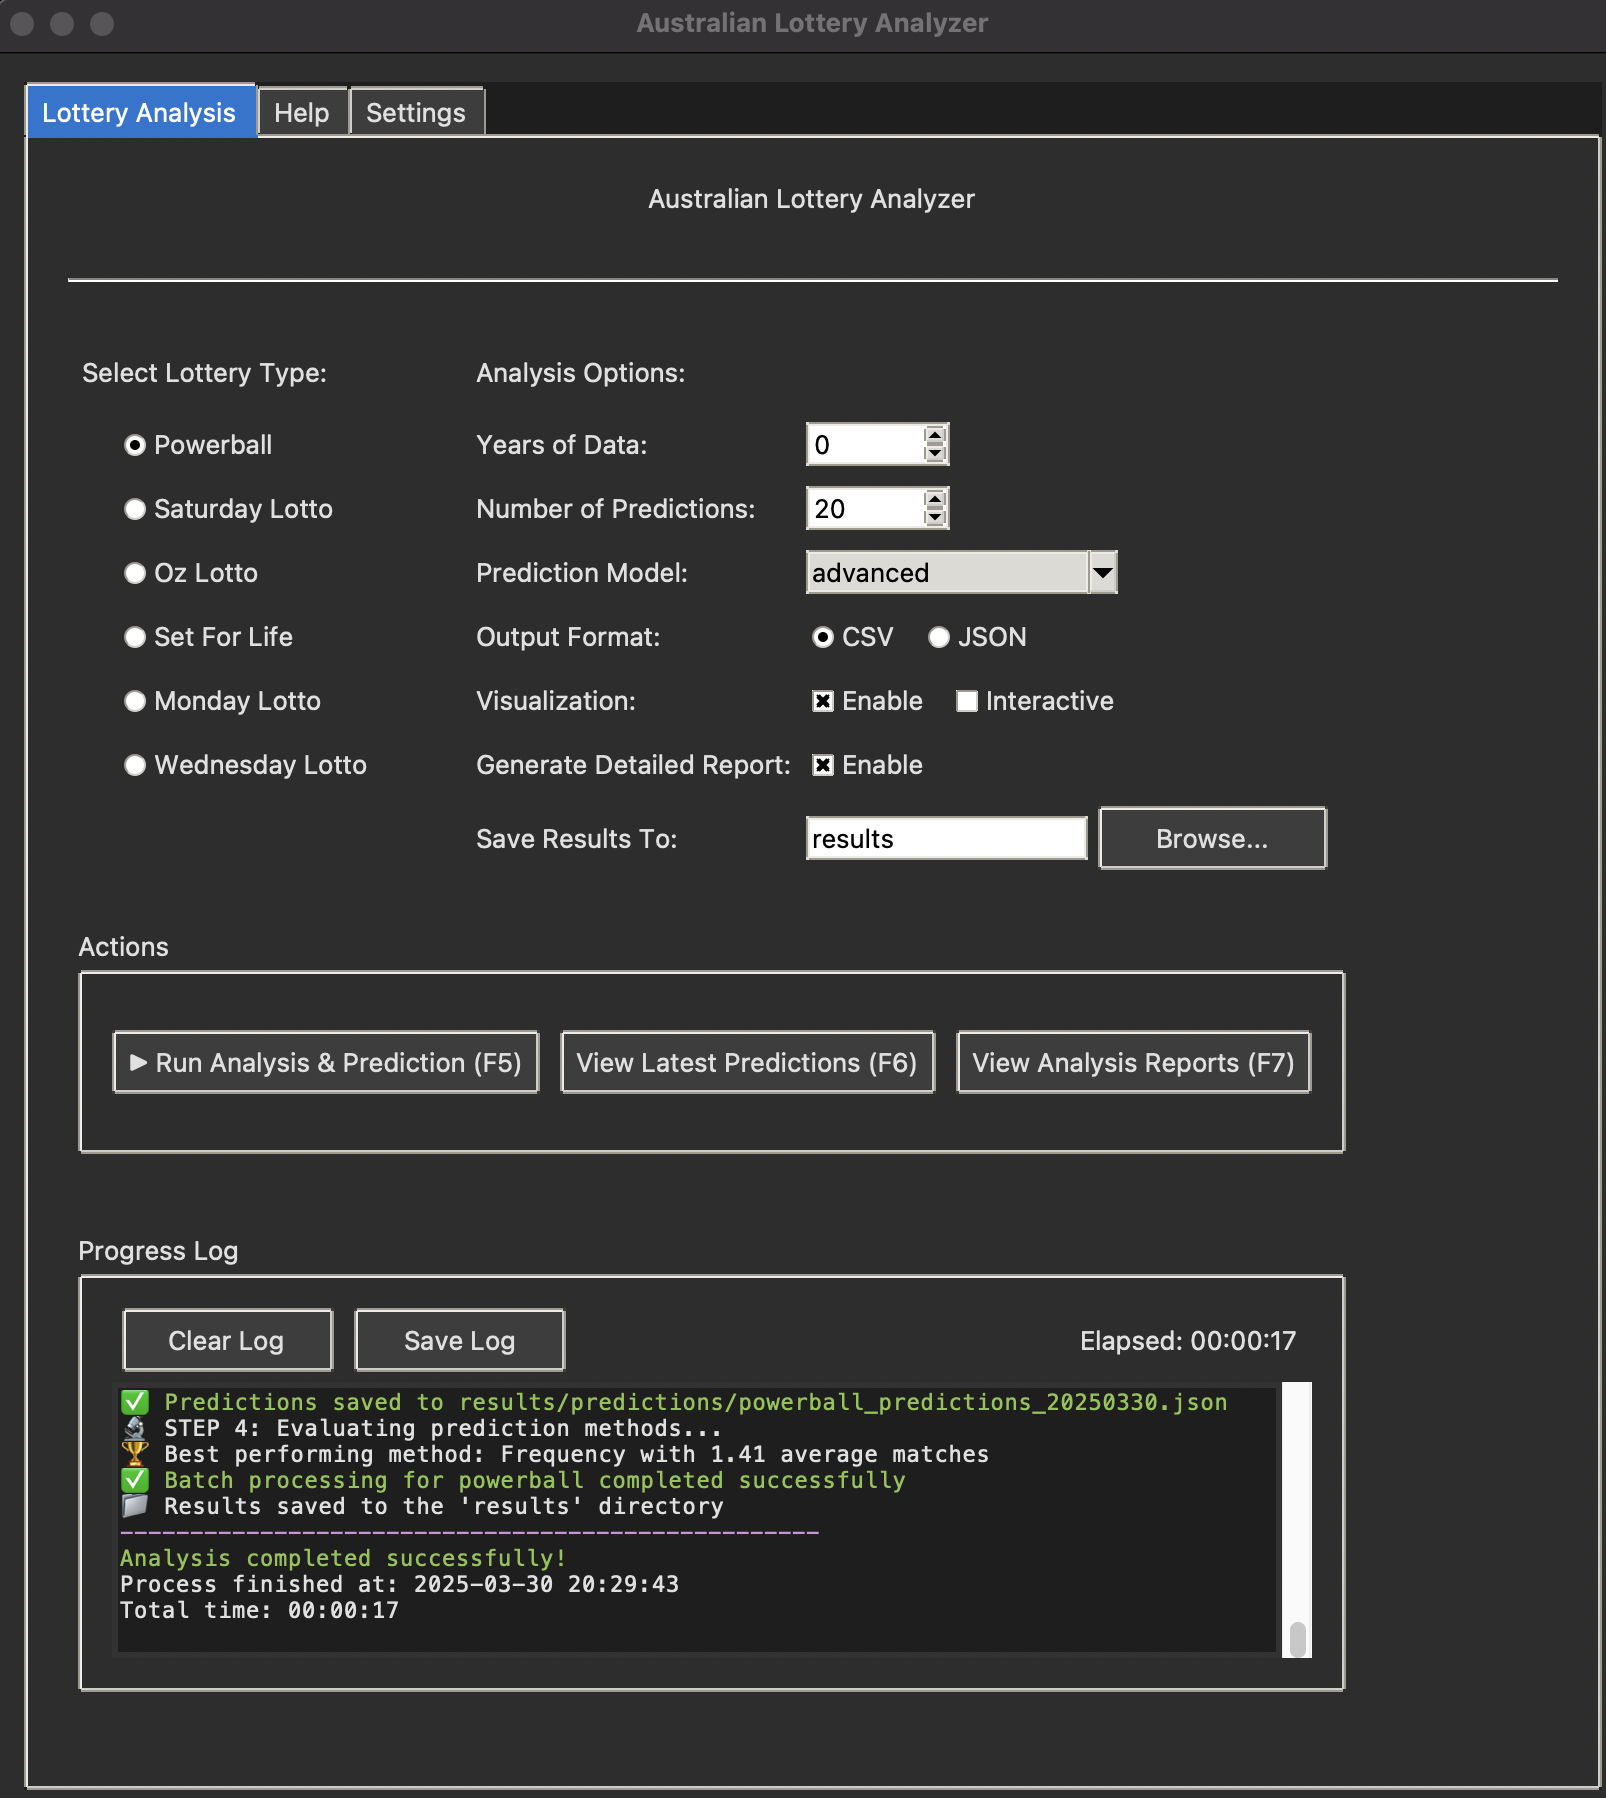 Australian Lottery Analyzer
Lottery Analysis Help Settings
Australian Lottery Analyzer
Select Lottery Type: Analysis Options:
Powerball Years of Data: 0
Saturday Lotto Number of Predictions: 20
Oz Lotto Prediction Model: advanced
Set For Life Output Format: CSV JSON
Monday Lotto Visualization: Enable Interactive
Wednesday Lotto Generate Detailed Report: Enable
Save Results To: results Browse...
Actions
▶ Run Analysis & Prediction (F5) View Latest Predictions (F6) View Analysis Reports (F7)
Progress Log
Clear Log Save Log Elapsed: 00:00:17
✅ Predictions saved to results/predictions/powerball_predictions_20250330.json
🔬 STEP 4: Evaluating prediction methods...
🏆 Best performing method: Frequency with 1.41 average matches
✅ Batch processing for powerball completed successfully
📁 Results saved to the 'results' directory
--------------------------------------------------
Analysis completed successfully!
Process finished at: 2025-03-30 20:29:43
Total time: 00:00:17